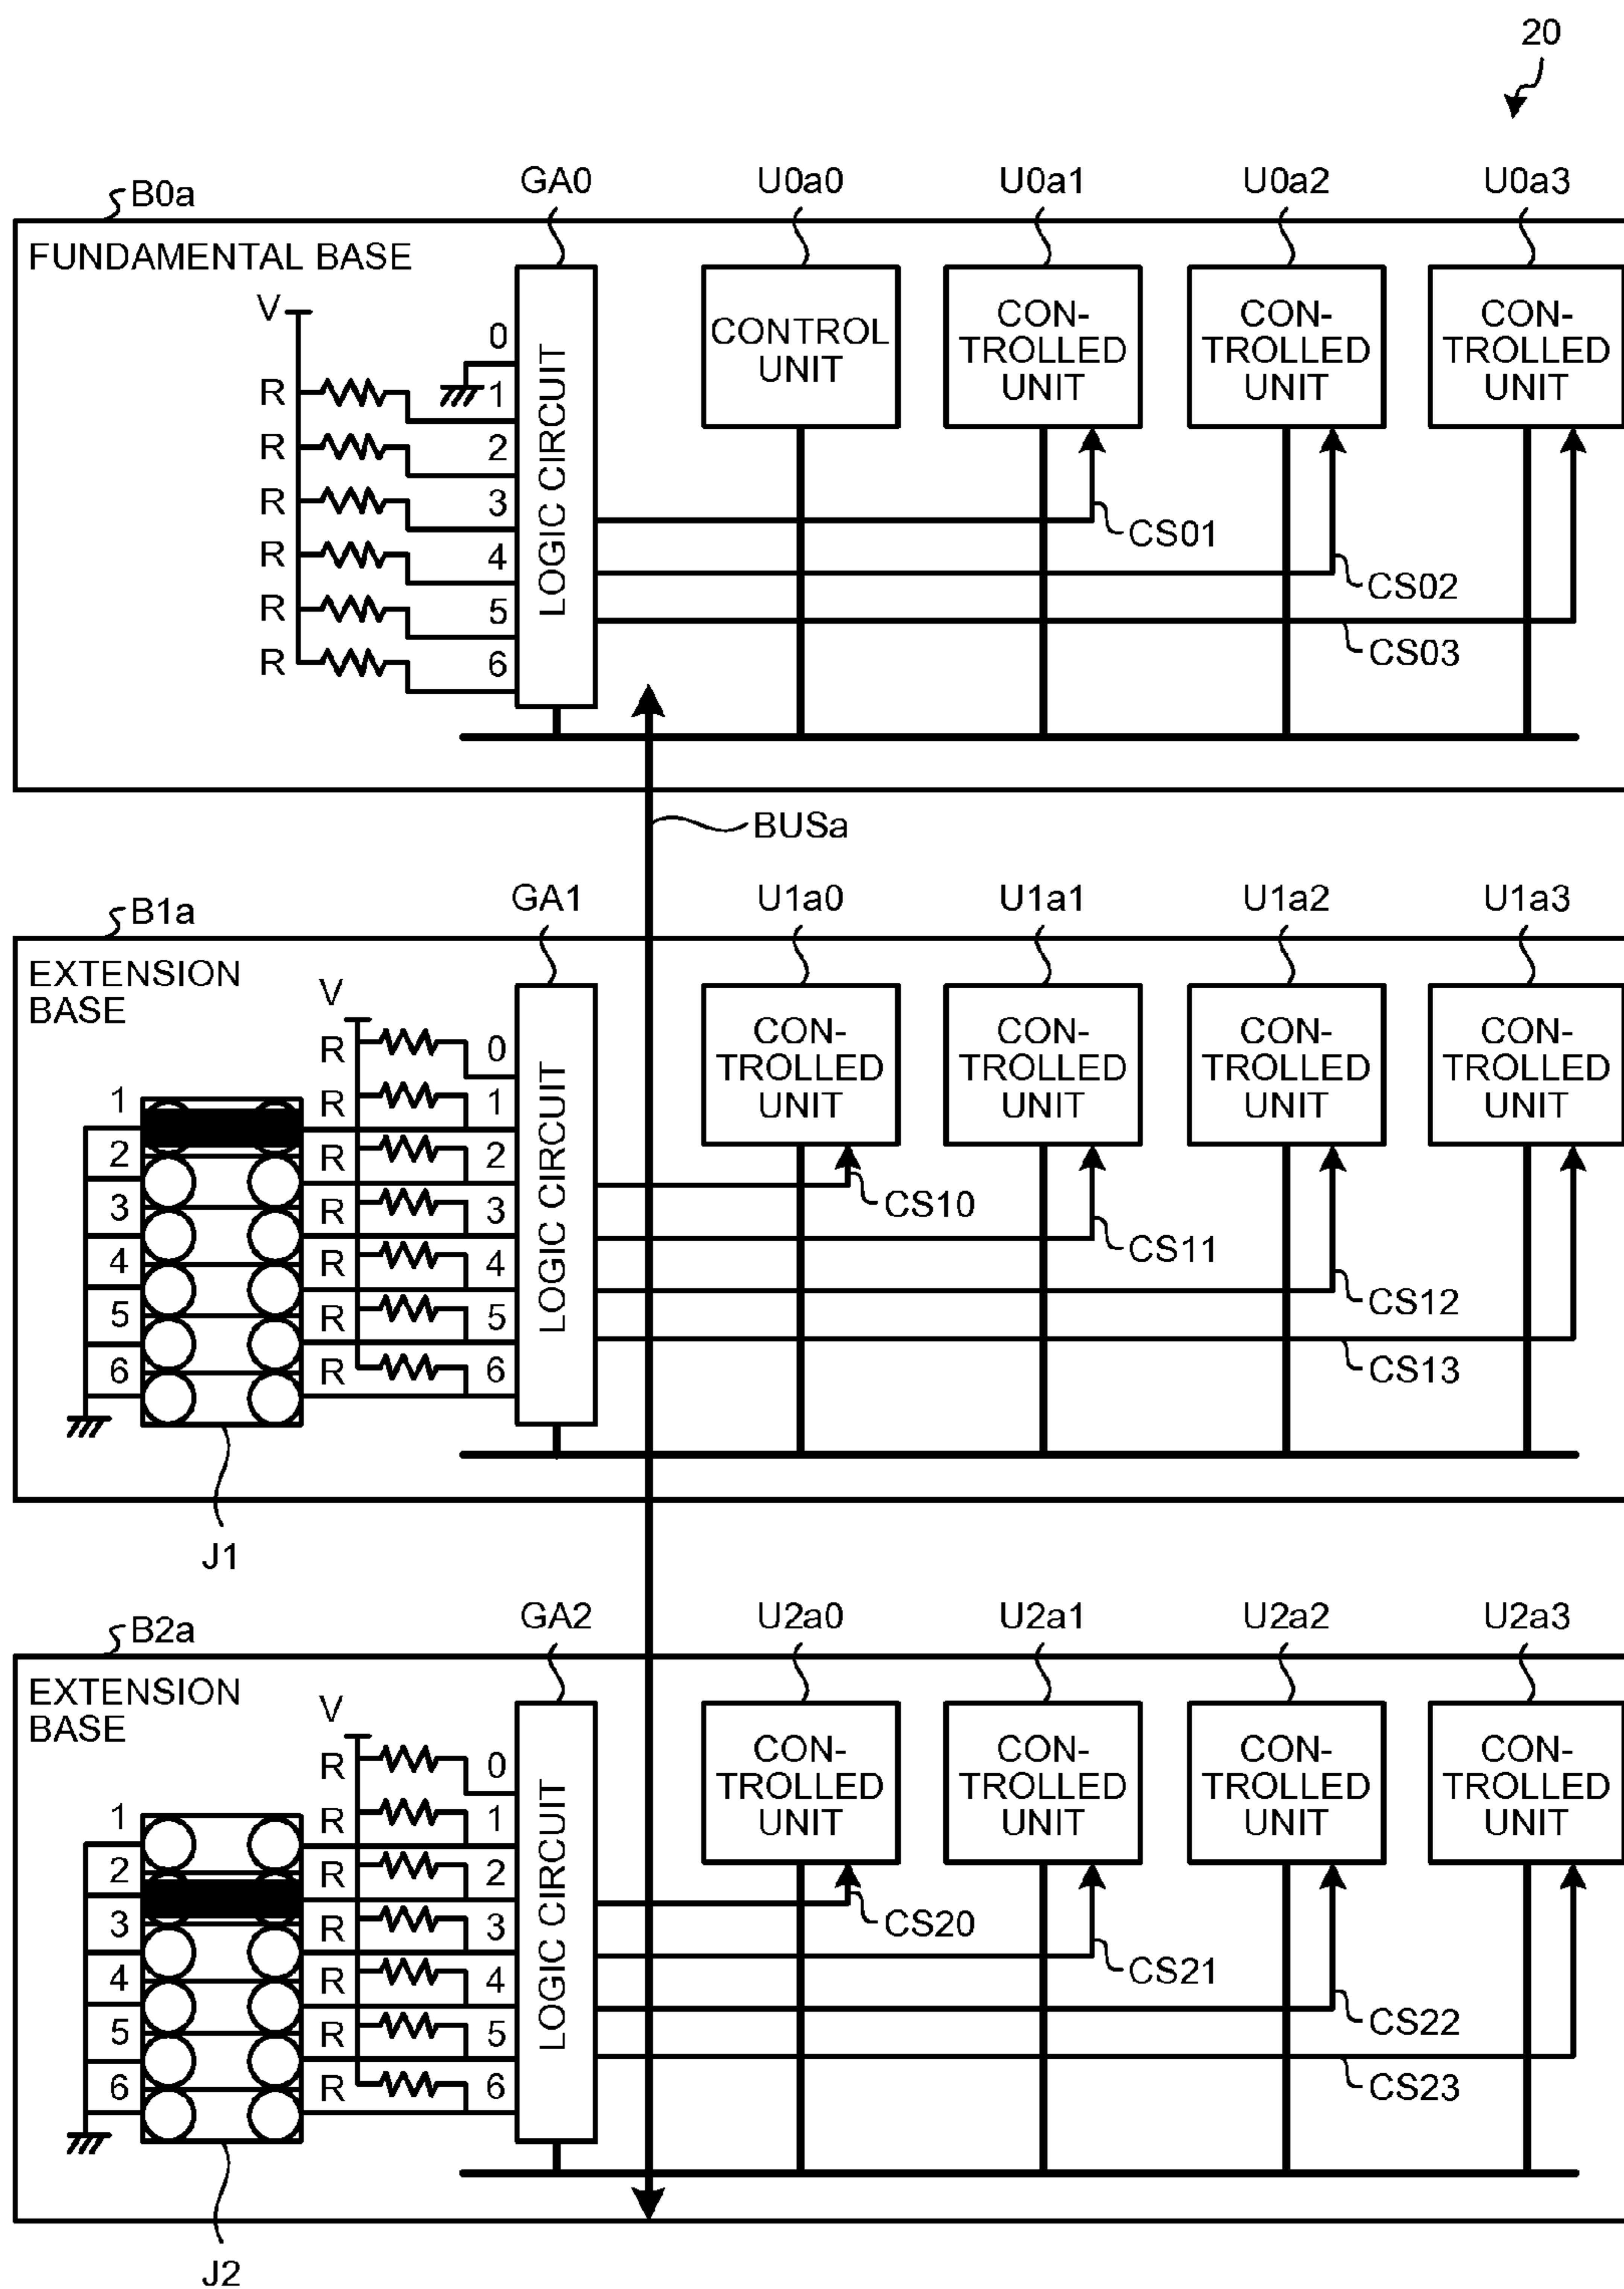 20
B0a
GA0
U0a0
U0a1
U0a2
U0a3
FUNDAMENTAL BASE
V
R
R
R
R
R
R
0
1
2
3
4
5
6
LOGIC CIRCUIT
CONTROL
UNIT
CON-
TROLLED
UNIT
CON-
TROLLED
UNIT
CON-
TROLLED
UNIT
CS01
CS02
CS03
BUSa
B1a
GA1
U1a0
U1a1
U1a2
U1a3
EXTENSION
BASE
1
2
3
4
5
6
V
R
R
R
R
R
R
R
0
1
2
3
4
5
6
LOGIC CIRCUIT
CON-
TROLLED
UNIT
CON-
TROLLED
UNIT
CON-
TROLLED
UNIT
CON-
TROLLED
UNIT
CS10
CS11
CS12
CS13
J1
B2a
GA2
U2a0
U2a1
U2a2
U2a3
EXTENSION
BASE
1
2
3
4
5
6
V
R
R
R
R
R
R
R
0
1
2
3
4
5
6
LOGIC CIRCUIT
CON-
TROLLED
UNIT
CON-
TROLLED
UNIT
CON-
TROLLED
UNIT
CON-
TROLLED
UNIT
CS20
CS21
CS22
CS23
J2